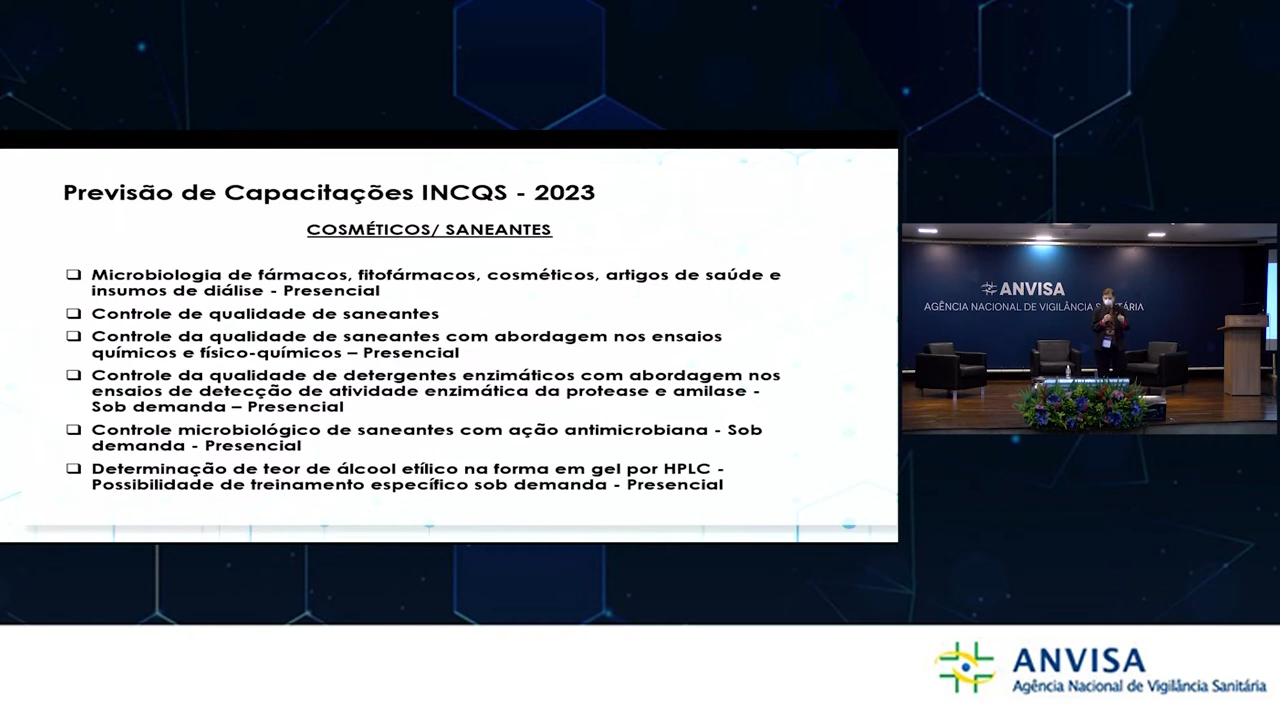 Previsão de Capacitações INCQS - 2023
COSMÉTICOS/ SANEANTES
❑ Microbiologia de fármacos, fitofármacos, cosméticos, artigos de saúde e
insumos de diálise - Presencial
❑ Controle de qualidade de saneantes
❑ Controle da qualidade de saneantes com abordagem nos ensaios
químicos e físico-químicos – Presencial
❑ Controle da qualidade de detergentes enzimáticos com abordagem nos
ensaios de detecção de atividade enzimática da protease e amilase -
Sob demanda – Presencial
❑ Controle microbiológico de saneantes com ação antimicrobiana - Sob
demanda - Presencial
❑ Determinação de teor de álcool etílico na forma em gel por HPLC -
Possibilidade de treinamento específico sob demanda - Presencial
ANVISA
AGÊNCIA NACIONAL DE VIGILÂNCIA SANITÁRIA
ANVISA
Agência Nacional de Vigilância Sanitária